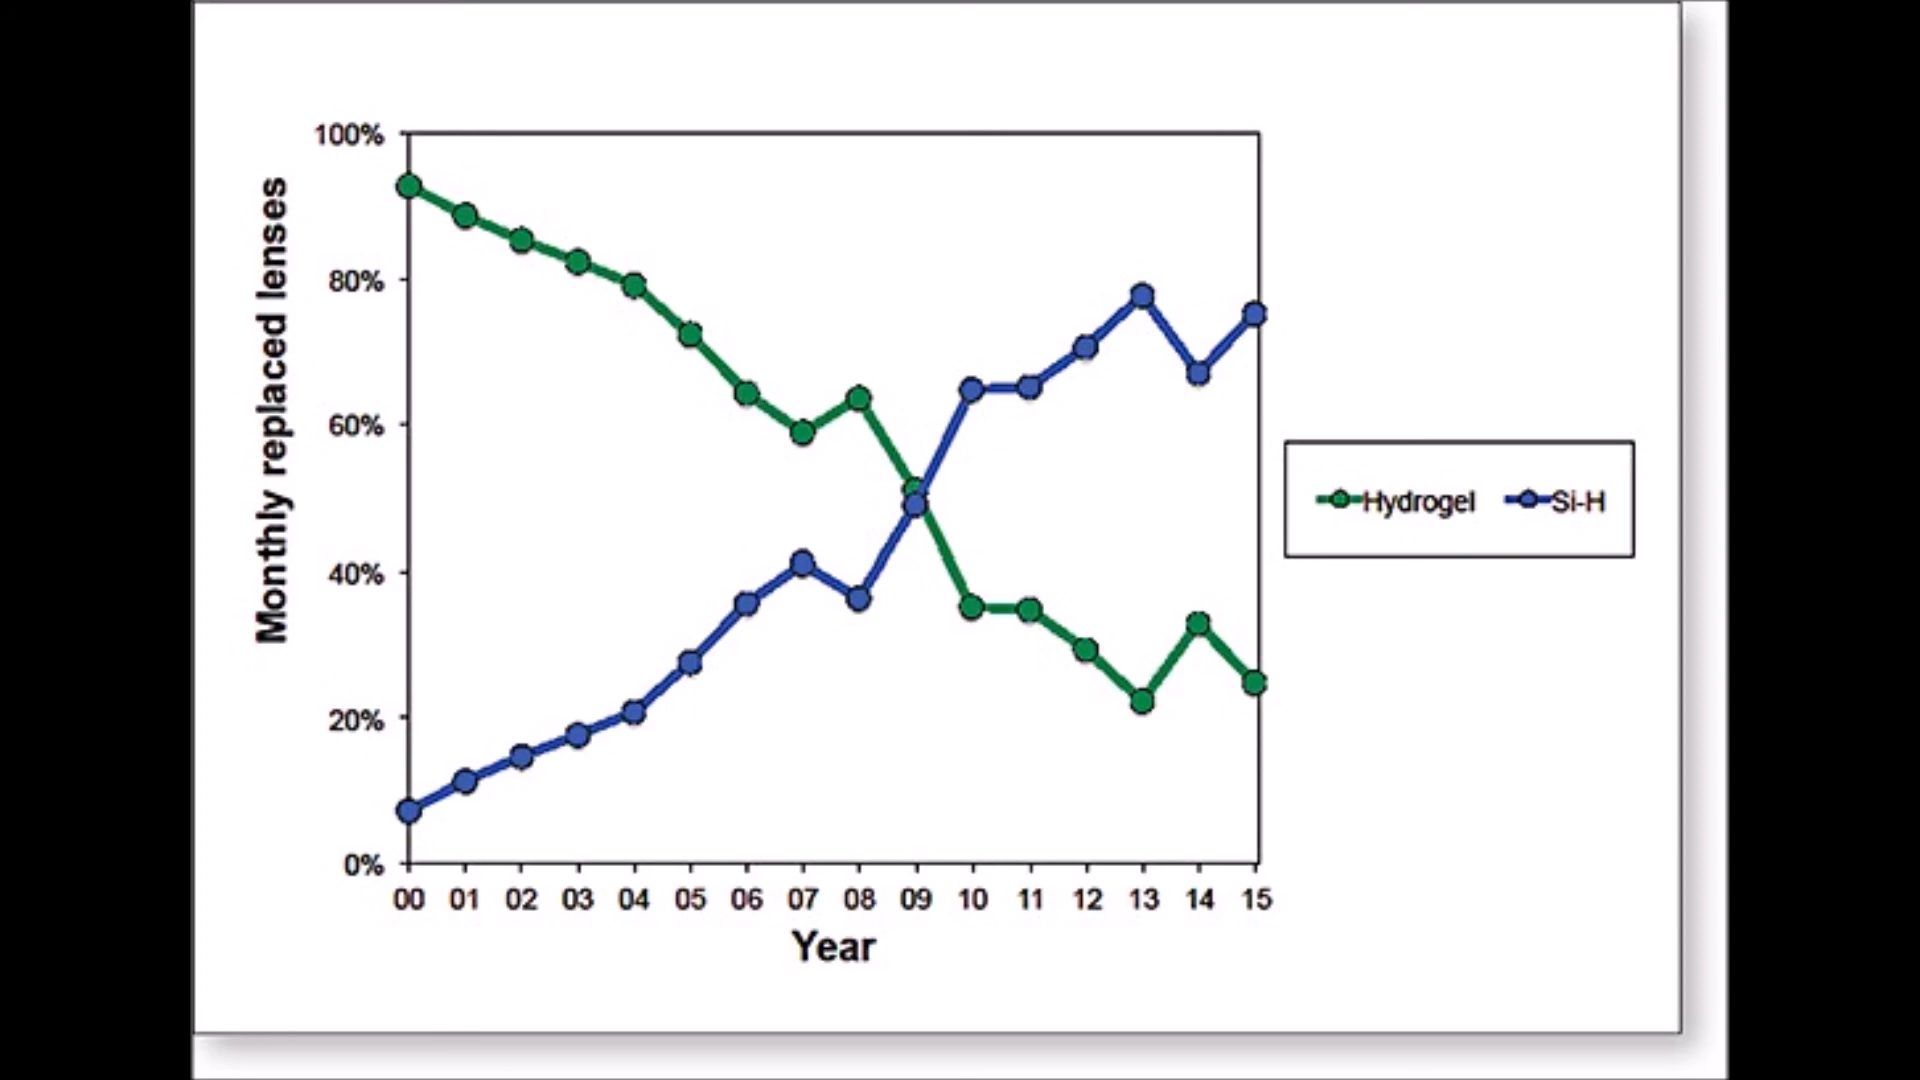 100%
80%
60%
40%
20%
0%
Monthly replaced lenses
00 01 02 03 04 05 06 07 08 09 10 11 12 13 14 15
Year
Hydrogel Si-H